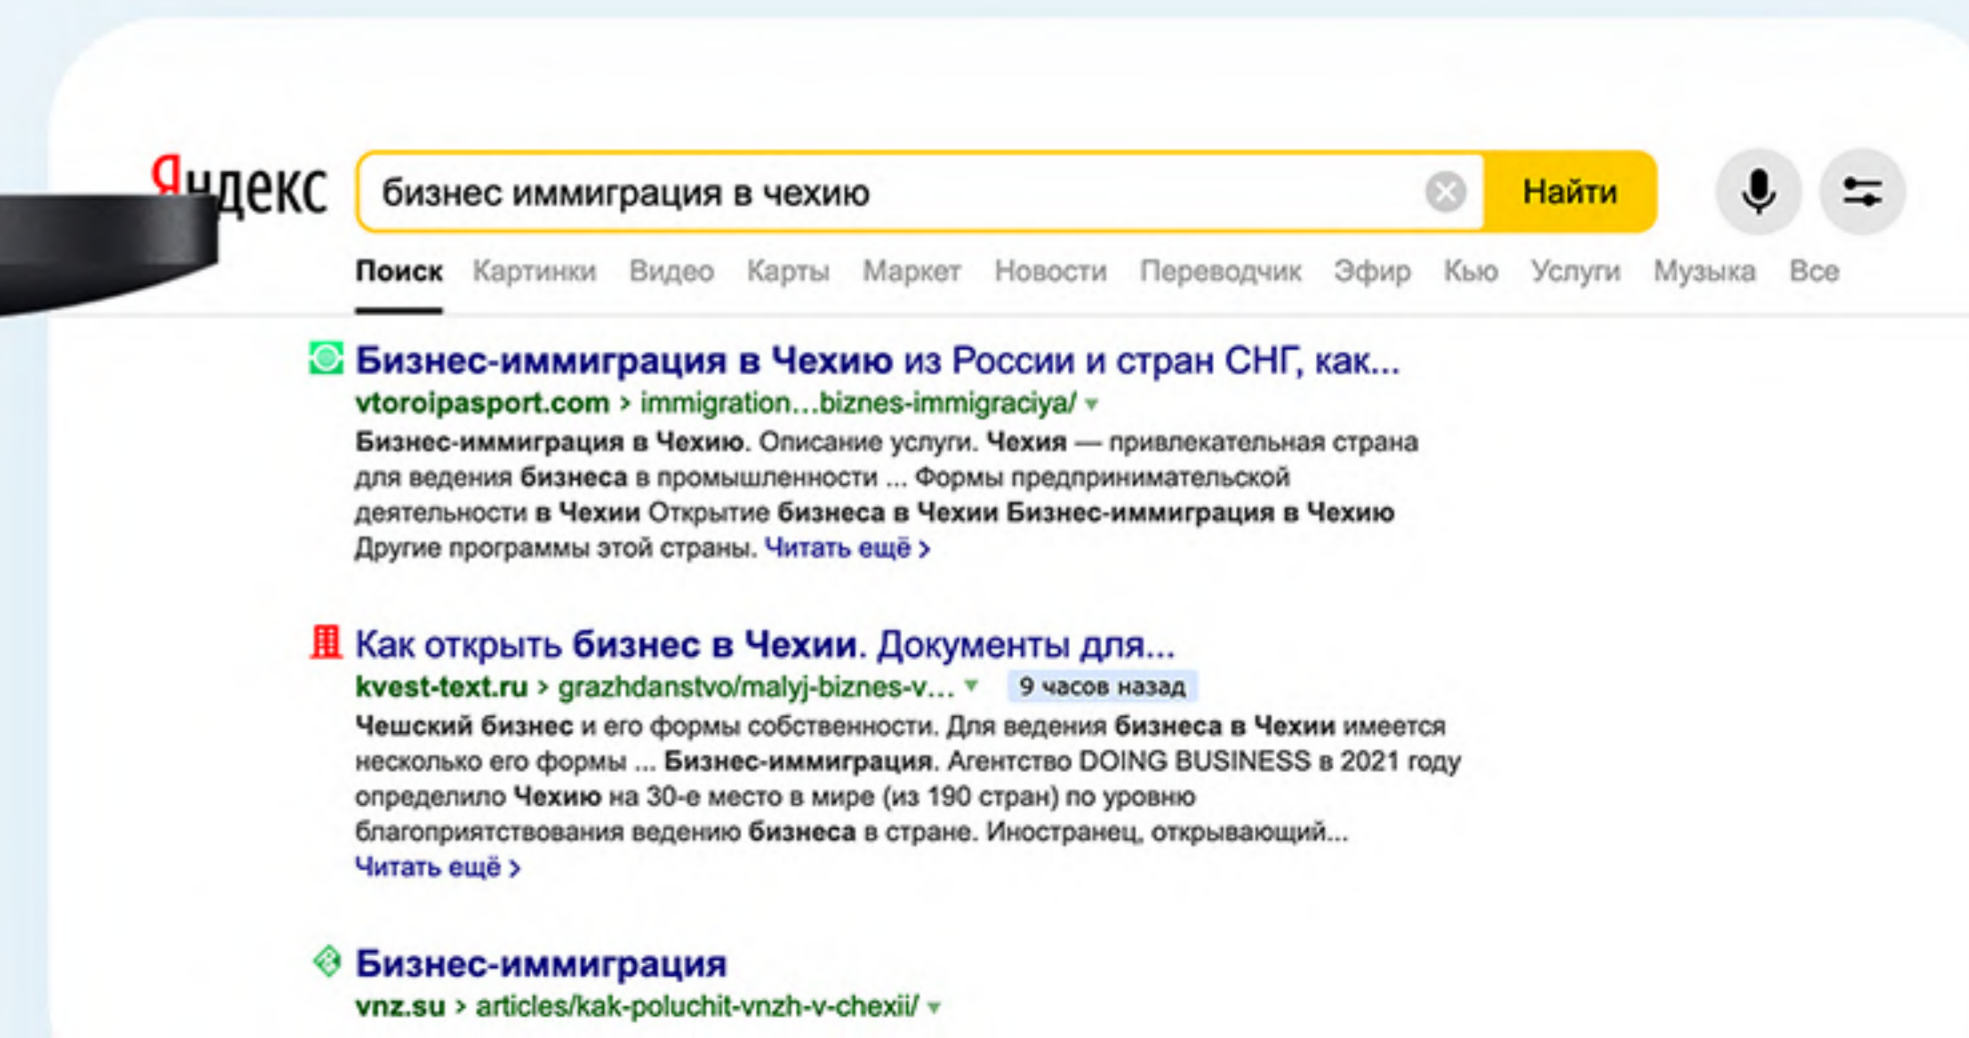 Яндекс
бизнес иммиграция в чехию
Найти
Поиск Картинки Видео Карты Маркет Новости Переводчик Эфир Кью Услуги Музыка Все
Бизнес-иммиграция в Чехию из России и стран СНГ, как...
vtoroipasport.com > immigration...biznes-immigraciya/
Бизнес-иммиграция в Чехию. Описание услуги. Чехия — привлекательная страна
для ведения бизнеса в промышленности ... Формы предпринимательской
деятельности в Чехии Открытие бизнеса в Чехии Бизнес-иммиграция в Чехию
Другие программы этой страны. Читать ещё >
Как открыть бизнес в Чехии. Документы для...
kvest-text.ru > grazhdanstvo/malyj-biznes-v... 9 часов назад
Чешский бизнес и его формы собственности. Для ведения бизнеса в Чехии имеется
несколько его формы ... Бизнес-иммиграция. Агентство DOING BUSINESS в 2021 году
определило Чехию на 30-е место в мире (из 190 стран) по уровню
благоприятствования ведению бизнеса в стране. Иностранец, открывающий...
Читать ещё >
Бизнес-иммиграция
vnz.su > articles/kak-poluchit-vnzh-v-chexii/